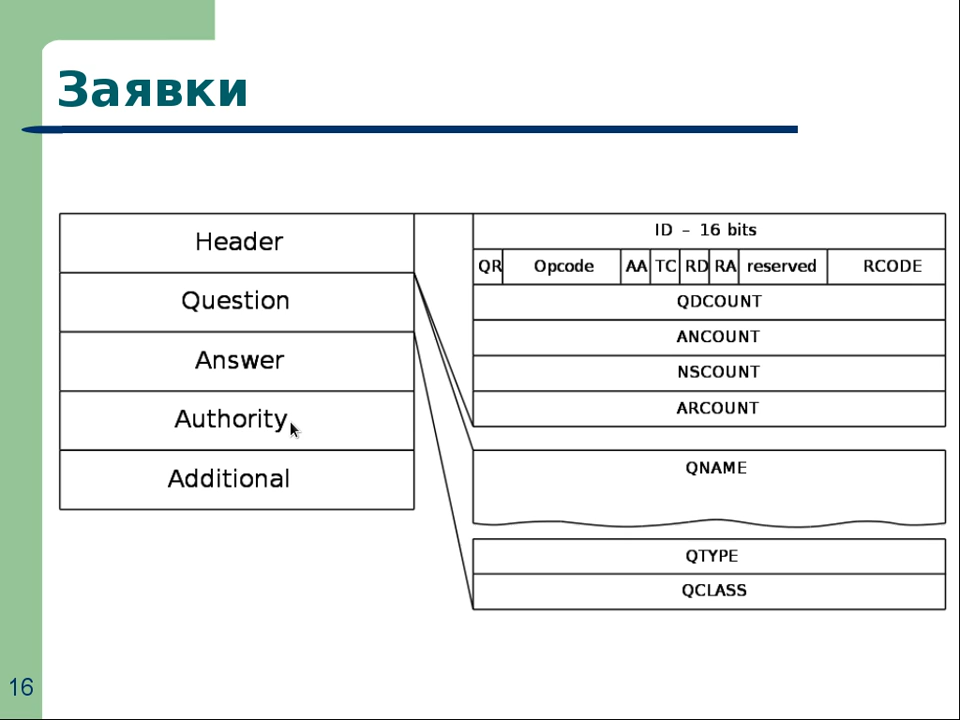 Заявки
Header
Question
Answer
Authority
Additional
ID – 16 bits
QR Opcode AA TC RD RA reserved RCODE
QDCOUNT
ANCOUNT
NSCOUNT
ARCOUNT
QNAME
QTYPE
QCLASS
16